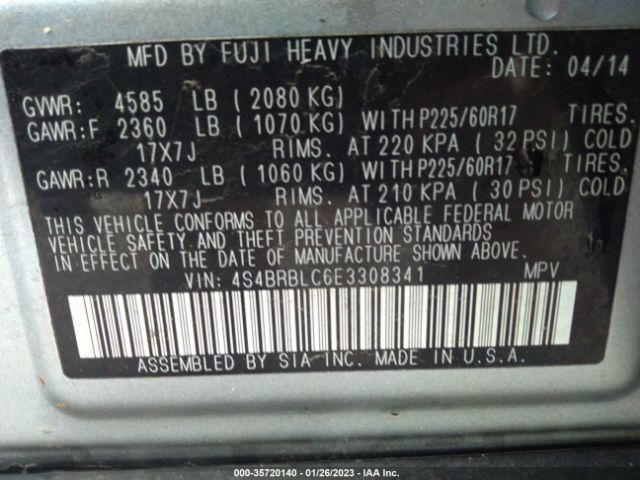 MFD BY FUJI HEAVY INDUSTRIES LTD.
DATE: 04/14
GVWR: 4585 LB ( 2080 KG)
GAWR:F 2360 LB ( 1070 KG) WITH P225/60R17 TIRES.
17X7J RIMS. AT 220 KPA ( 32 PSI) COLD
GAWR:R 2340 LB ( 1060 KG) WITH P225/60R17 TIRES.
17X7J RIMS. AT 210 KPA ( 30 PSI) COLD
THIS VEHICLE CONFORMS TO ALL APPLICABLE FEDERAL MOTOR
VEHICLE SAFETY AND THEFT PREVENTION STANDARDS
IN EFFECT ON THE DATE OF MANUFACTURE SHOWN ABOVE.
VIN: 4S4BRBLC6E3308341 MPV
ASSEMBLED BY SIA INC. MADE IN U.S.A.
000-35720140 - 01/26/2023 - IAA Inc.